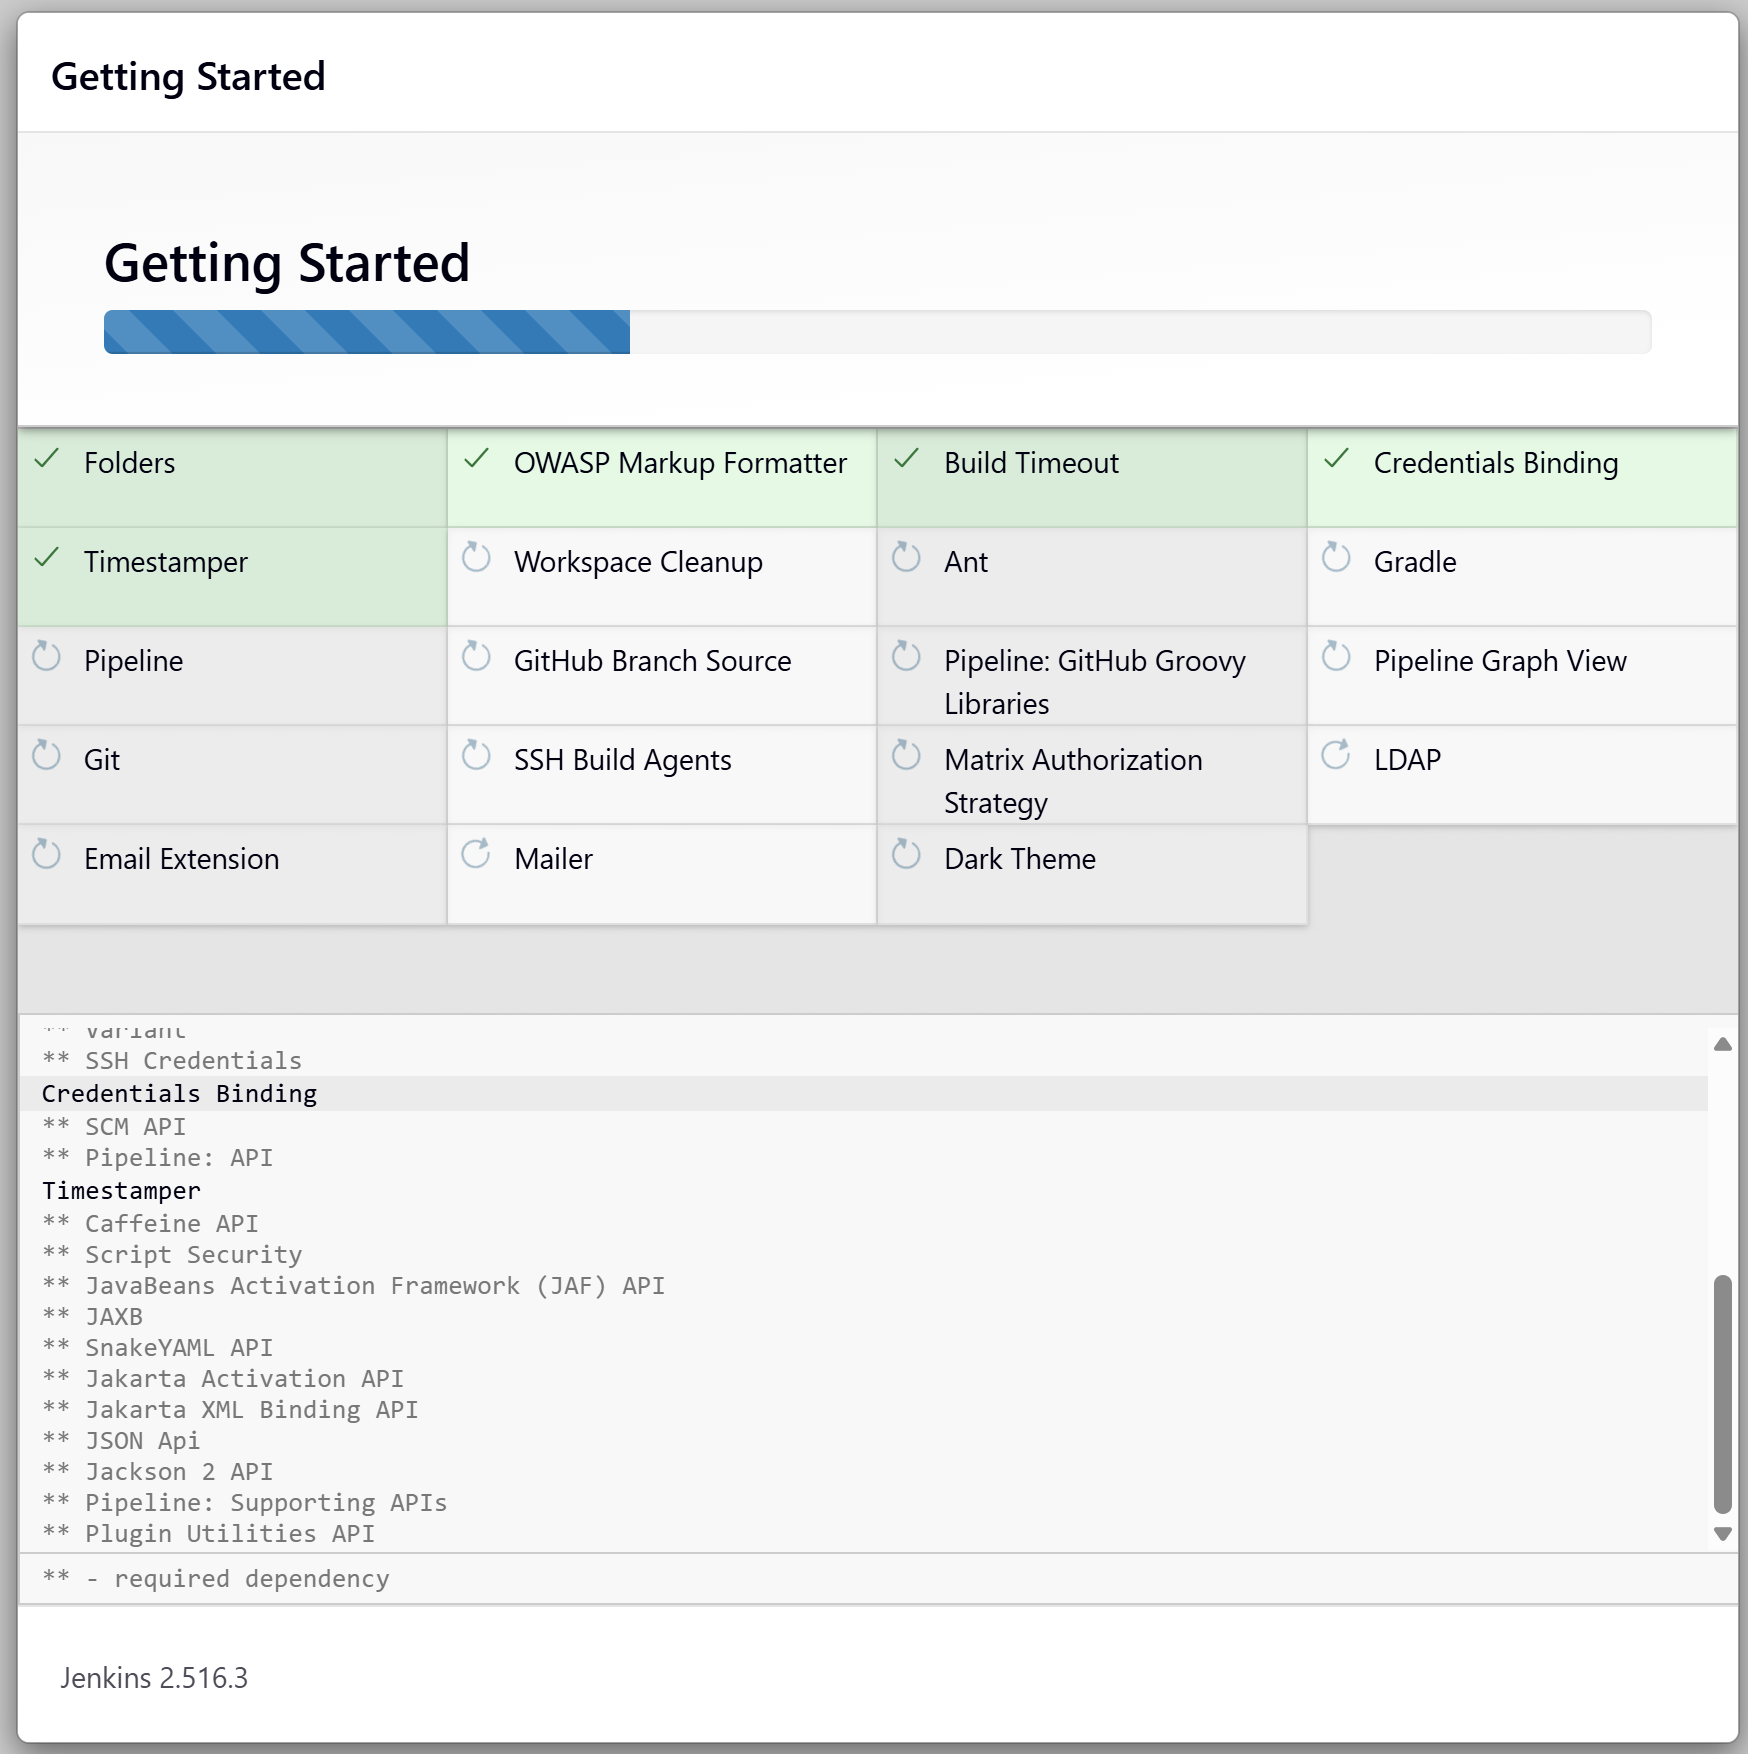 Getting Started
Getting Started
Folders
OWASP Markup Formatter
Build Timeout
Credentials Binding
Timestamper
Workspace Cleanup
Ant
Gradle
Pipeline
GitHub Branch Source
Pipeline: GitHub Groovy
Libraries
Pipeline Graph View
Git
SSH Build Agents
Matrix Authorization
Strategy
LDAP
Email Extension
Mailer
Dark Theme
** Variant
** SSH Credentials
Credentials Binding
** SCM API
** Pipeline: API
Timestamper
** Caffeine API
** Script Security
** JavaBeans Activation Framework (JAF) API
** JAXB
** SnakeYAML API
** Jakarta Activation API
** Jakarta XML Binding API
** JSON Api
** Jackson 2 API
** Pipeline: Supporting APIs
** Plugin Utilities API
** - required dependency
Jenkins 2.516.3